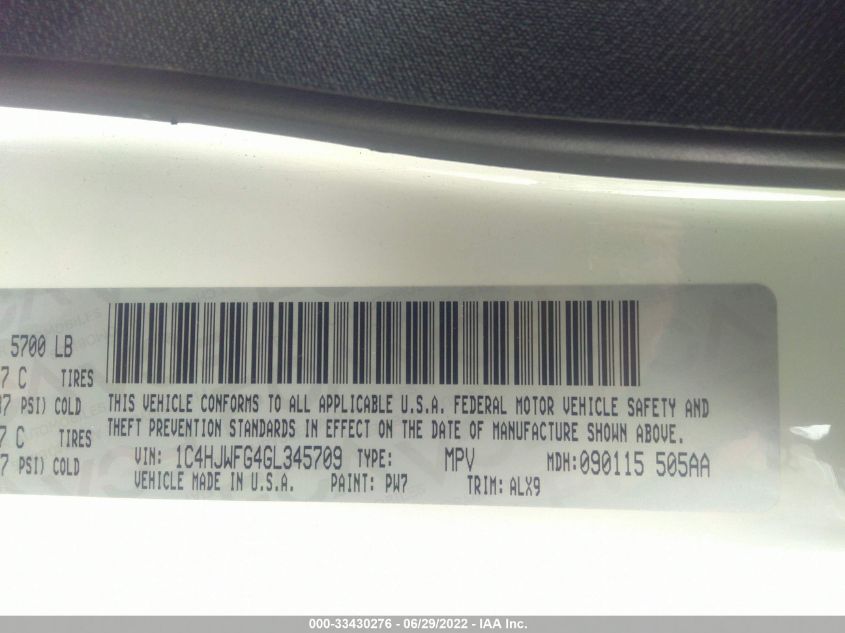 5700 LB
7 C TIRES
37 PSI) COLD
7 C TIRES
7 PSI) COLD
THIS VEHICLE CONFORMS TO ALL APPLICABLE U.S.A. FEDERAL MOTOR VEHICLE SAFETY AND
THEFT PREVENTION STANDARDS IN EFFECT ON THE DATE OF MANUFACTURE SHOWN ABOVE.
VIN: 1C4HJWFG4GL345709 TYPE: MPV MDH:090115 505AA
VEHICLE MADE IN U.S.A. PAINT: PW7 TRIM: ALX9
000-33430276 - 06/29/2022 - IAA Inc.